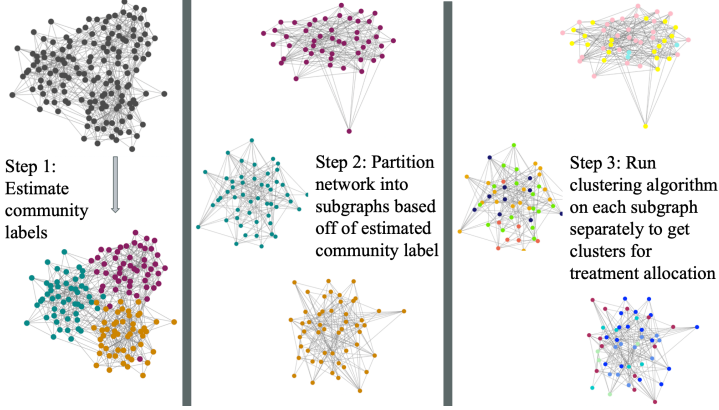 Step 1:
Estimate
community
labels
Step 2: Partition
network into
subgraphs based
off of estimated
community label
Step 3: Run
clustering algorithm
on each subgraph
separately to get
clusters for
treatment allocation